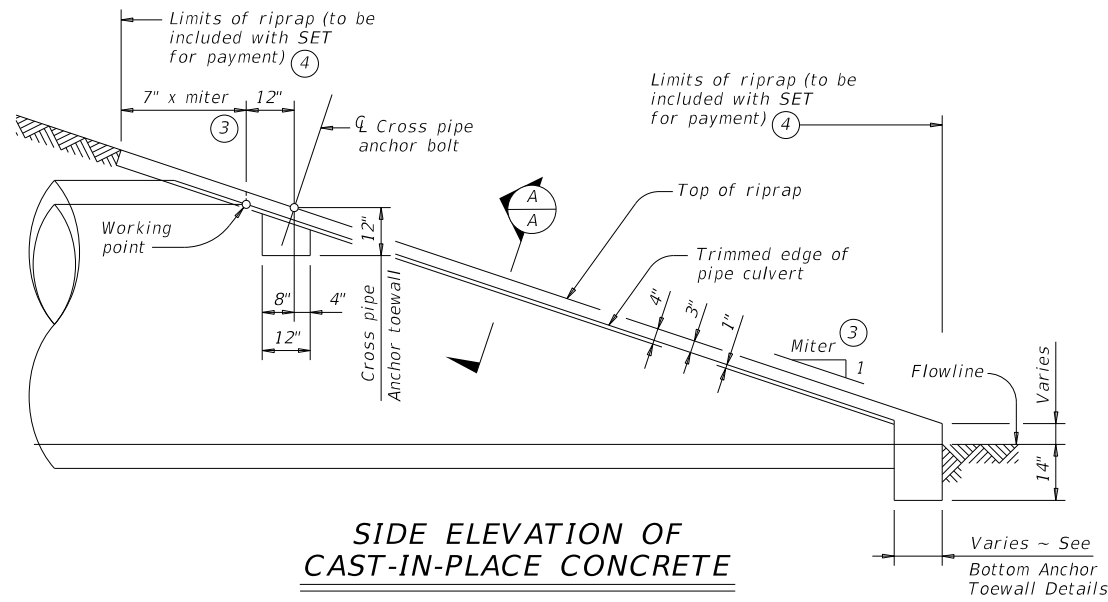 Limits of riprap (to be
included with SET
for payment) 4
7" x miter
12"
3
℄ Cross pipe
anchor bolt
Limits of riprap (to be
included with SET
for payment) 4
Working
point
12"
Cross pipe
Anchor toewall
8"
4"
12"
A
A
Top of riprap
Trimmed edge of
pipe culvert
4"
3"
1"
Miter 3
1
Flowline
Varies
14"
Varies ~ See
Bottom Anchor
Toewall Details
SIDE ELEVATION OF
CAST-IN-PLACE CONCRETE